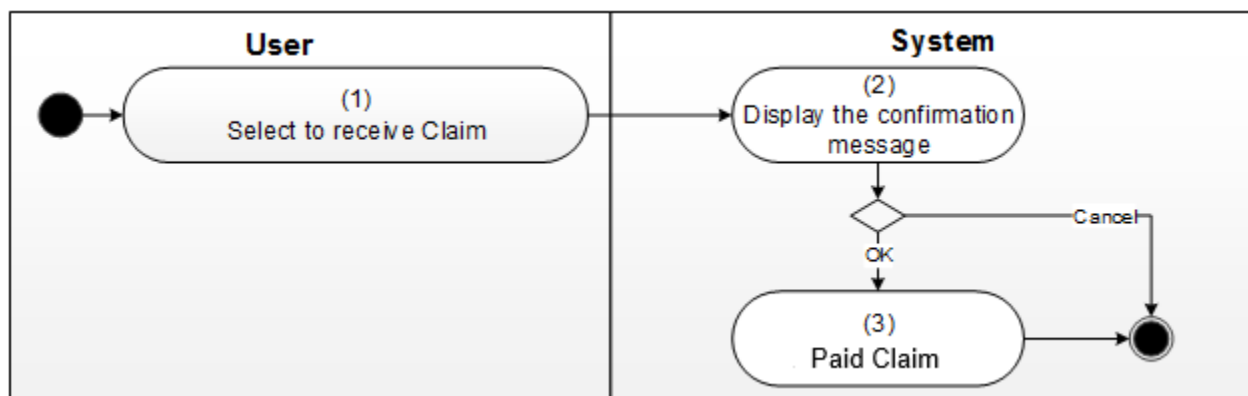 User
System
(1)
Select to receive Claim
(2)
Display the confirmation
message
Cancel
OK
(3)
Paid Claim